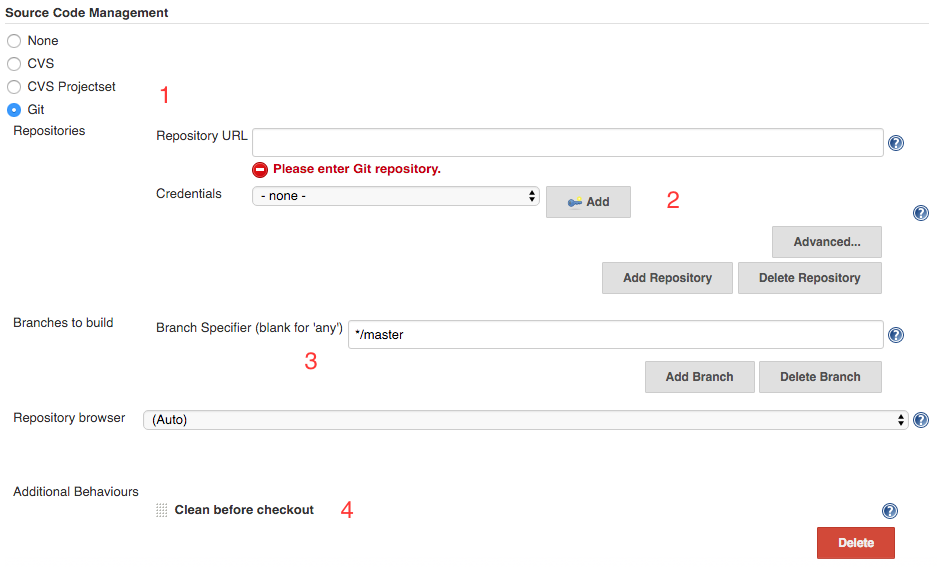 Source Code Management
None
CVS
CVS Projectset
1
Git
Repositories
Repository URL
?
Please enter Git repository.
Credentials
- none -
Add
2
?
Advanced...
Add Repository
Delete Repository
Branches to build
Branch Specifier (blank for 'any')
*/master
?
3
Add Branch
Delete Branch
Repository browser
(Auto)
?
Additional Behaviours
Clean before checkout
4
?
Delete